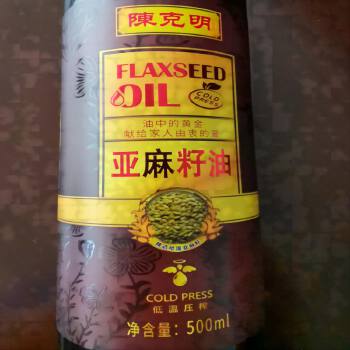 陳克明
FLAXSEED
OIL
COLD
PRESS
油中的黄金
献给家人由衷的爱
亚麻籽油
COLD PRESS
低温压榨
净含量: 500ml